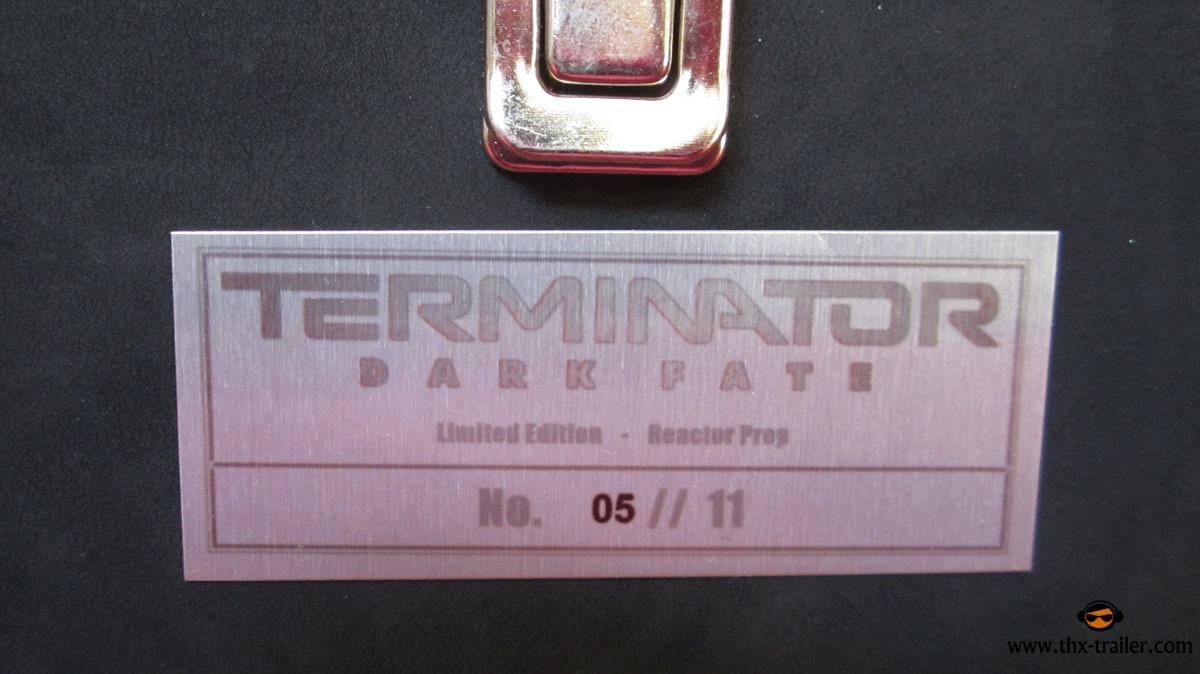 TERMINATOR
DARK FATE
Limited Edition - Reactor Prop
No. 05 // 11
www.thx-trailer.com